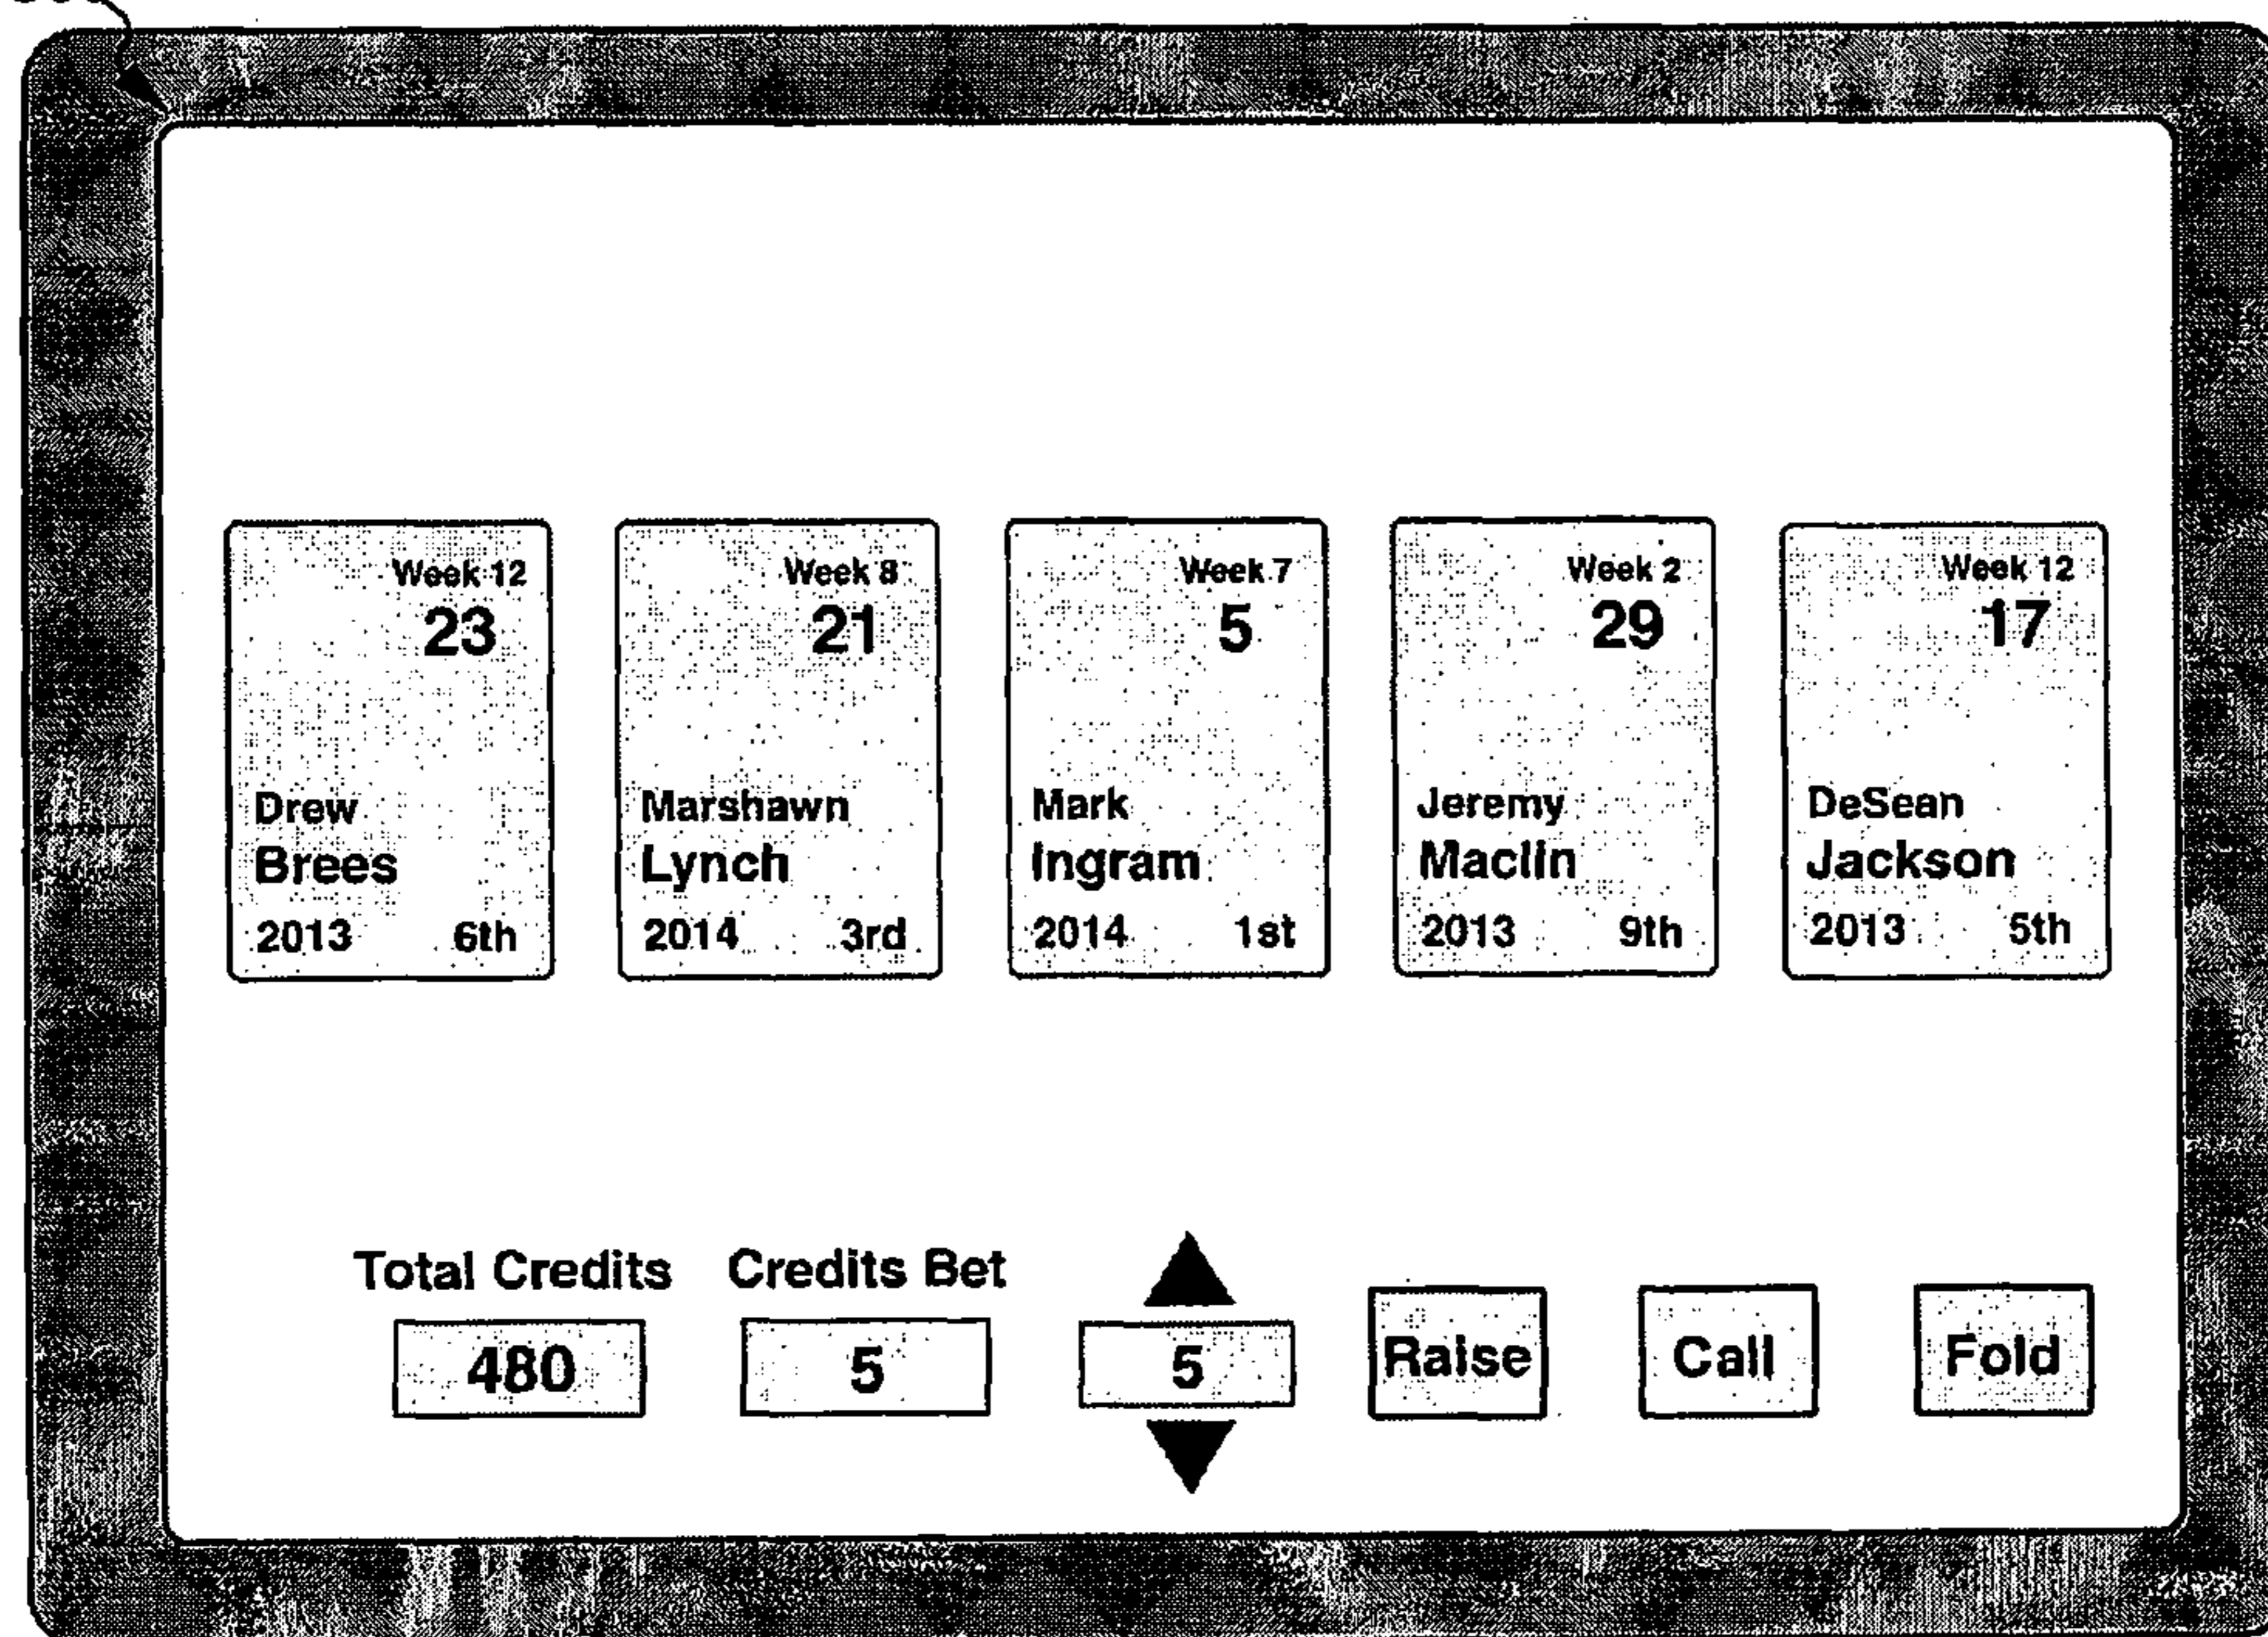 Week 12
23
Drew
Brees
2013 6th
Week 8
21
Marshawn
Lynch
2014 3rd
Week 7
5
Mark
Ingram
2014 1st
Week 2
29
Jeremy
Maclin
2013 9th
Week 12
17
DeSean
Jackson
2013 5th
Total Credits
480
Credits Bet
5
5
Raise
Call
Fold